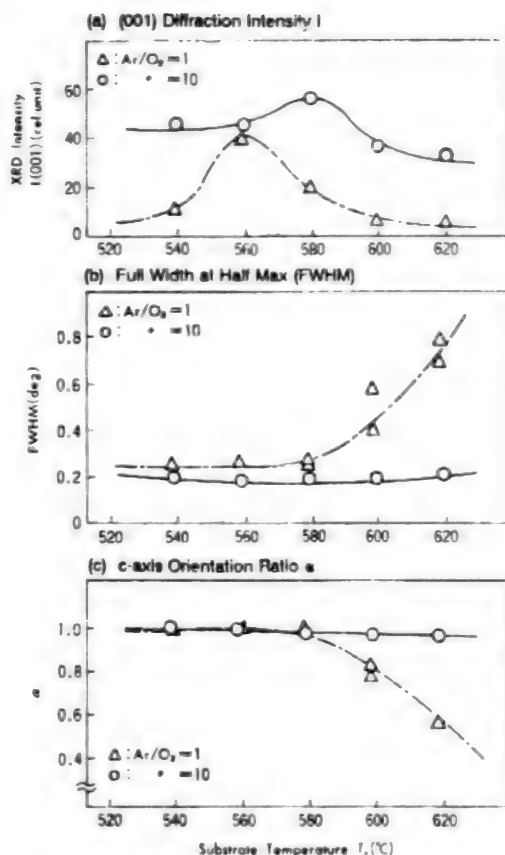 (a) (001) Diffraction Intensity I
△ : Ar/O₂ = 1
○ : 〃 = 10
XRD Intensity
I(001) (rel. unit)
60
40
20
0
520 540 560 580 600 620
(b) Full Width at Half Max (FWHM)
△ : Ar/O₂ = 1
○ : 〃 = 10
FWHM (deg)
0.8
0.6
0.4
0.2
0
520 540 560 580 600 620
(c) c-axis Orientation Ratio α
α
1.0
0.8
0.6
0.4
△ : Ar/O₂ = 1
○ : 〃 = 10
520 540 560 580 600 620
Substrate Temperature Tₛ (°C)